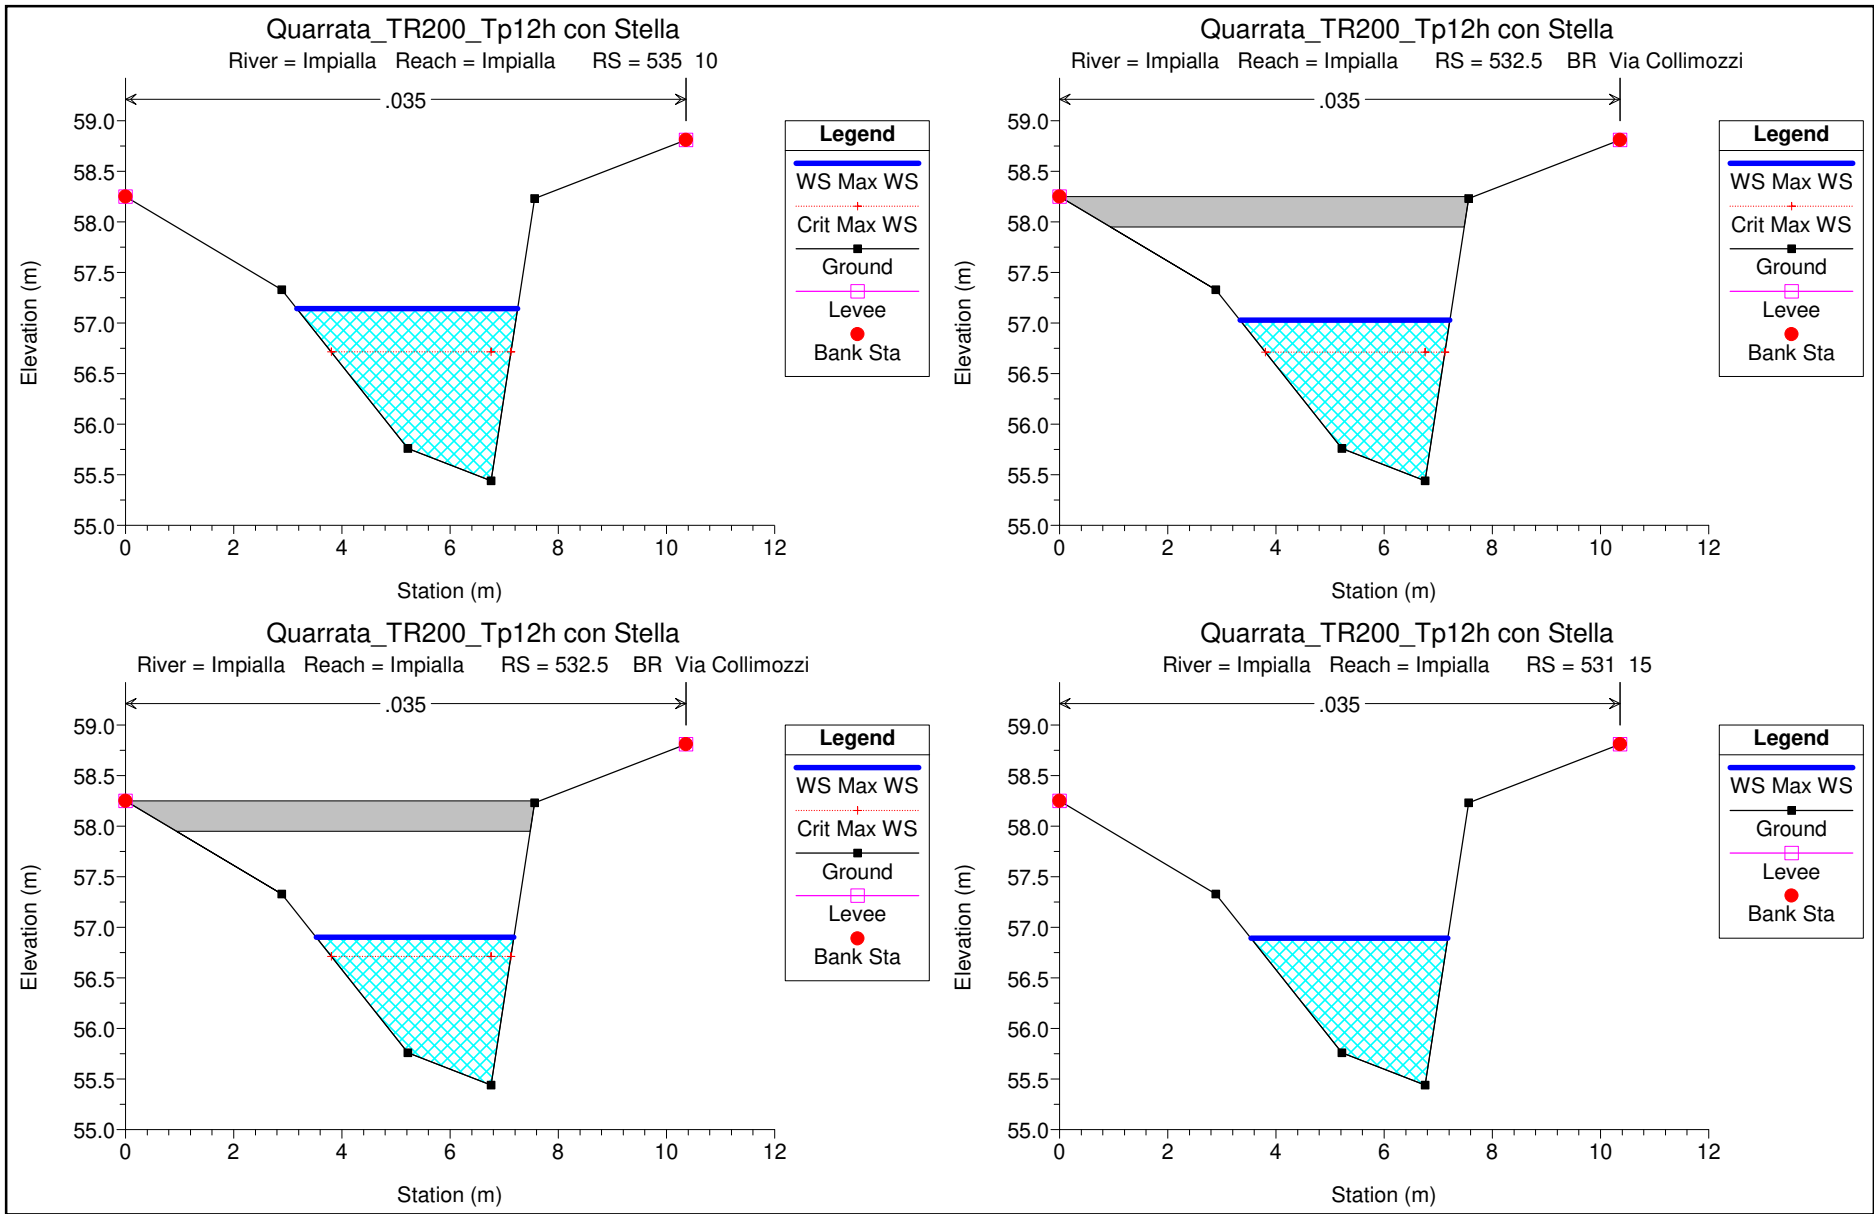 Quarrata_TR200_Tp12h con Stella
River = Impialla Reach = Impialla RS = 535 10
.035
59.0
58.5
58.0
57.5
57.0
56.5
56.0
55.5
55.0
Elevation (m)
0 2 4 6 8 10 12
Station (m)
Legend
WS Max WS
Crit Max WS
Ground
Levee
Bank Sta
Quarrata_TR200_Tp12h con Stella
River = Impialla Reach = Impialla RS = 532.5 BR Via Collimozzi
.035
59.0
58.5
58.0
57.5
57.0
56.5
56.0
55.5
55.0
Elevation (m)
0 2 4 6 8 10 12
Station (m)
Legend
WS Max WS
Crit Max WS
Ground
Levee
Bank Sta
Quarrata_TR200_Tp12h con Stella
River = Impialla Reach = Impialla RS = 532.5 BR Via Collimozzi
.035
59.0
58.5
58.0
57.5
57.0
56.5
56.0
55.5
55.0
Elevation (m)
0 2 4 6 8 10 12
Station (m)
Legend
WS Max WS
Crit Max WS
Ground
Levee
Bank Sta
Quarrata_TR200_Tp12h con Stella
River = Impialla Reach = Impialla RS = 531 15
.035
59.0
58.5
58.0
57.5
57.0
56.5
56.0
55.5
55.0
Elevation (m)
0 2 4 6 8 10 12
Station (m)
Legend
WS Max WS
Ground
Levee
Bank Sta